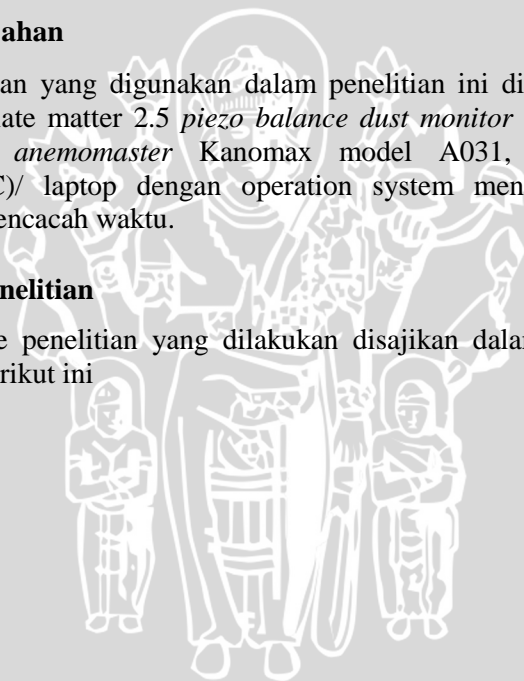 ahan
an yang digunakan dalam penelitian ini di
ate matter 2.5 piezo balance dust monitor
anemomaster Kanomax model A031,
C)/ laptop dengan operation system men
encacah waktu.
nelitian
e penelitian yang dilakukan disajikan dala
rikut ini